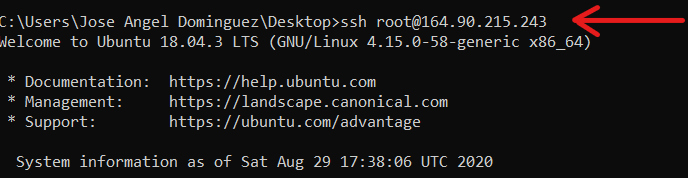 C:\Users\Jose Angel Dominguez\Desktop>ssh root@164.90.215.243
Welcome to Ubuntu 18.04.3 LTS (GNU/Linux 4.15.0-58-generic x86_64)
* Documentation:  https://help.ubuntu.com
* Management:     https://landscape.canonical.com
* Support:        https://ubuntu.com/advantage
System information as of Sat Aug 29 17:38:06 UTC 2020